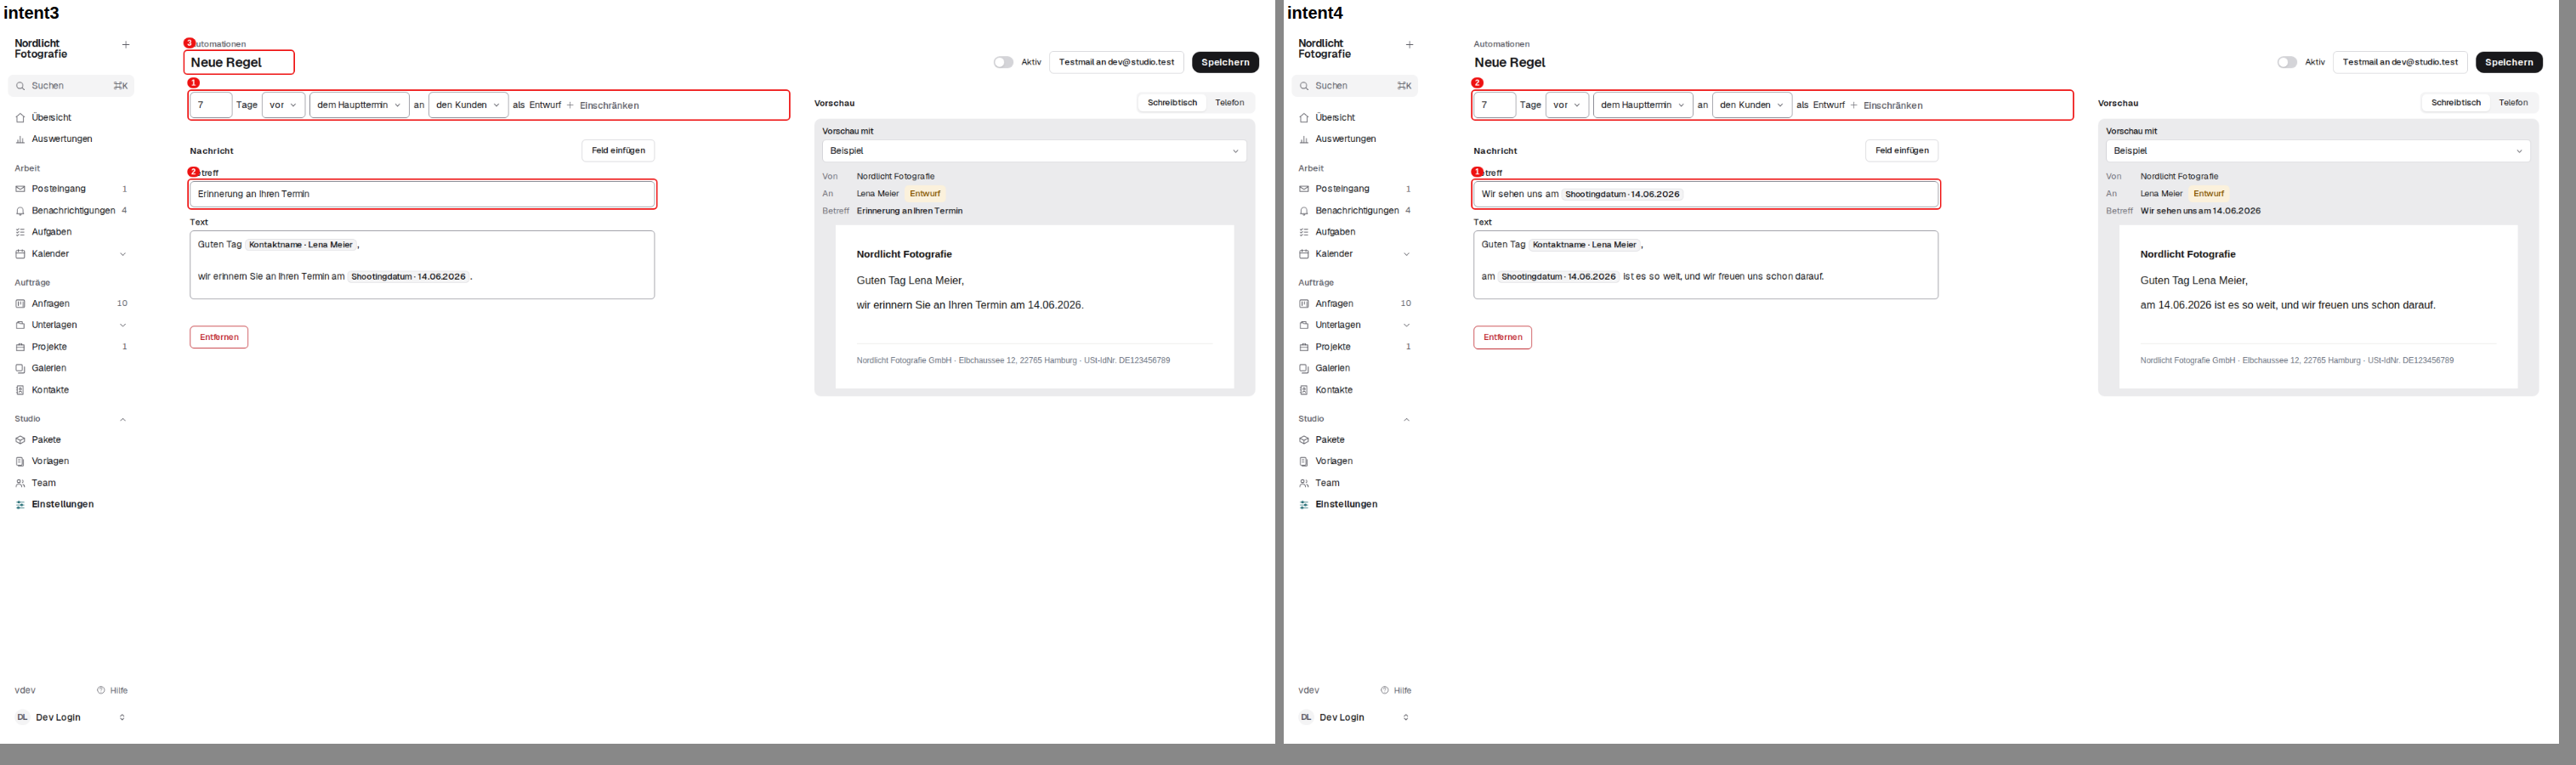 intent3
Nordlicht
Fotografie
Suchen ⌘K
Übersicht
Auswertungen
Arbeit
Posteingang 1
Benachrichtigungen 4
Aufgaben
Kalender
Aufträge
Anfragen 10
Unterlagen
Projekte 1
Galerien
Kontakte
Studio
Pakete
Vorlagen
Team
Einstellungen
vdev Hilfe
DL Dev Login
3 utomationen
Neue Regel
Aktiv Testmail an dev@studio.test Speichern
1
7 Tage vor dem Haupttermin an den Kunden als Entwurf + Einschränken
Nachricht Feld einfügen
2 treff
Erinnerung an Ihren Termin
Text
Guten Tag Kontaktname · Lena Meier ,
wir erinnern Sie an Ihren Termin am Shootingdatum · 14.06.2026 .
Entfernen
Vorschau Schreibtisch Telefon
Vorschau mit
Beispiel
Von Nordlicht Fotografie
An Lena Meier Entwurf
Betreff Erinnerung an Ihren Termin
Nordlicht Fotografie
Guten Tag Lena Meier,
wir erinnern Sie an Ihren Termin am 14.06.2026.
Nordlicht Fotografie GmbH · Elbchaussee 12, 22765 Hamburg · USt-IdNr. DE123456789
intent4
Nordlicht
Fotografie
Suchen ⌘K
Übersicht
Auswertungen
Arbeit
Posteingang 1
Benachrichtigungen 4
Aufgaben
Kalender
Aufträge
Anfragen 10
Unterlagen
Projekte 1
Galerien
Kontakte
Studio
Pakete
Vorlagen
Team
Einstellungen
vdev Hilfe
DL Dev Login
Automationen
Neue Regel
Aktiv Testmail an dev@studio.test Speichern
2
7 Tage vor dem Haupttermin an den Kunden als Entwurf + Einschränken
Nachricht Feld einfügen
1 treff
Wir sehen uns am Shootingdatum · 14.06.2026
Text
Guten Tag Kontaktname · Lena Meier ,
am Shootingdatum · 14.06.2026 ist es so weit, und wir freuen uns schon darauf.
Entfernen
Vorschau Schreibtisch Telefon
Vorschau mit
Beispiel
Von Nordlicht Fotografie
An Lena Meier Entwurf
Betreff Wir sehen uns am 14.06.2026
Nordlicht Fotografie
Guten Tag Lena Meier,
am 14.06.2026 ist es so weit, und wir freuen uns schon darauf.
Nordlicht Fotografie GmbH · Elbchaussee 12, 22765 Hamburg · USt-IdNr. DE123456789